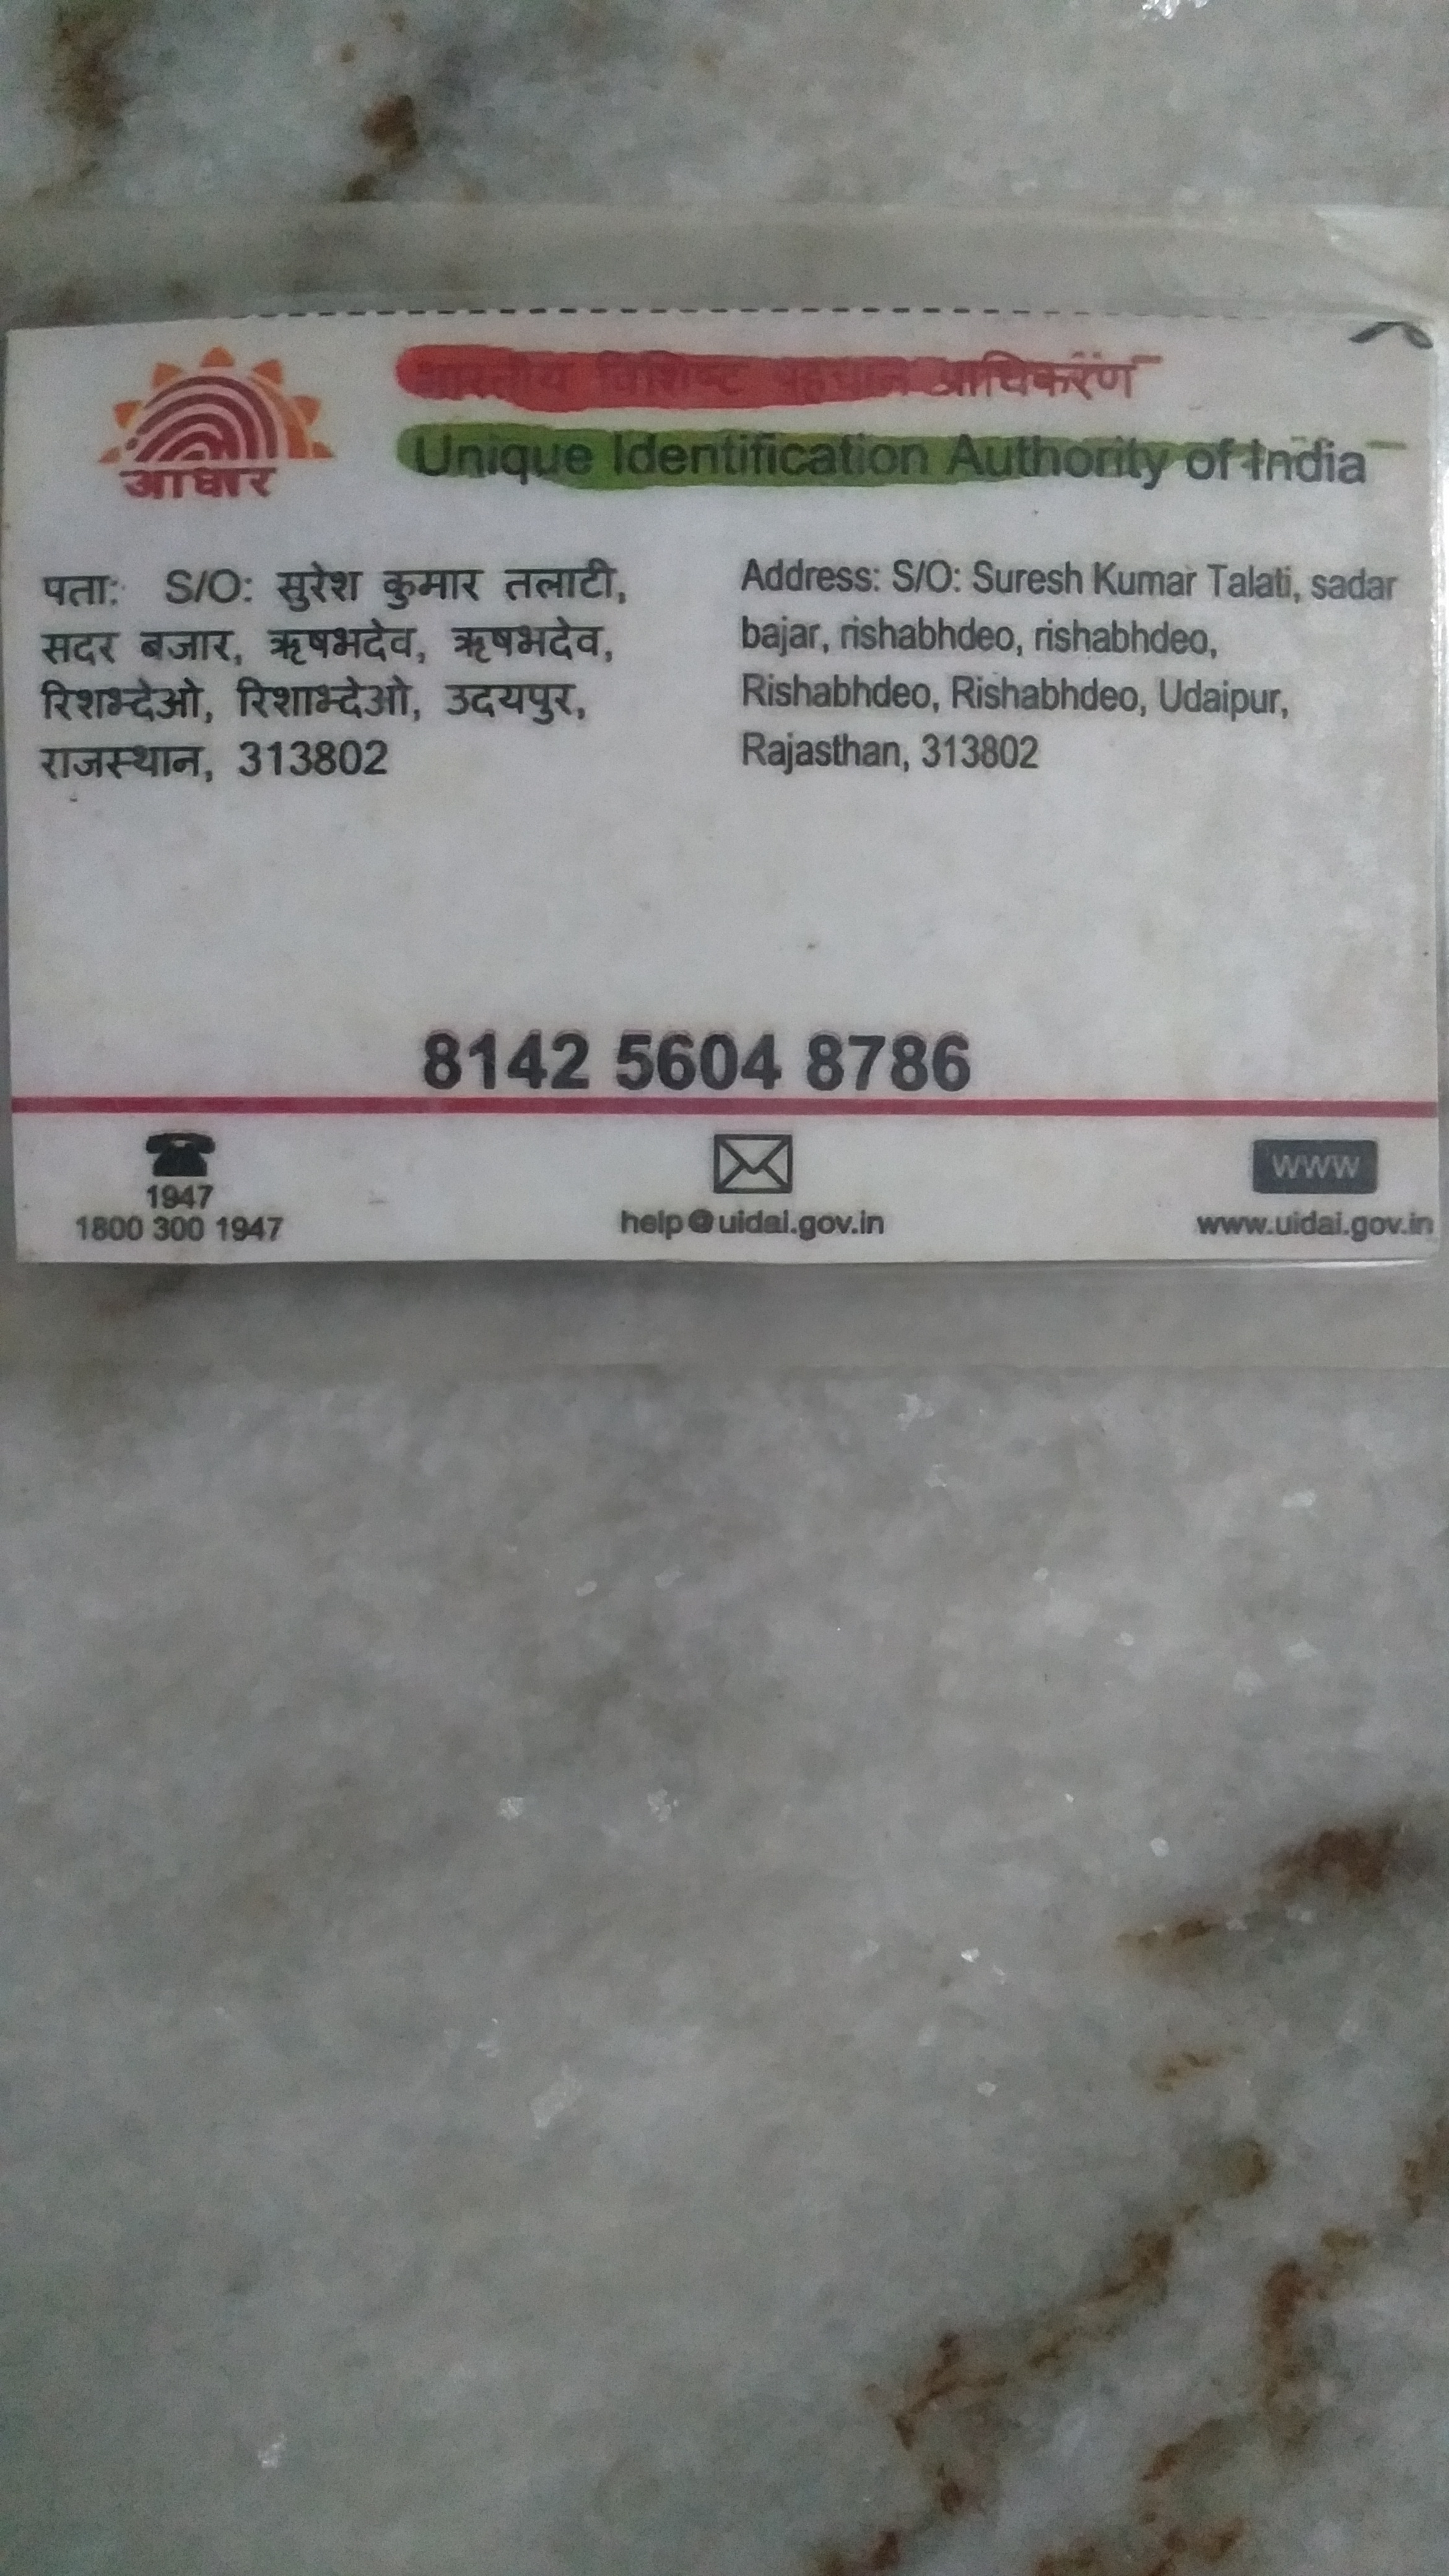 भारतीय विशिष्ट पहचान प्राधिकरण
आधार
Unique Identification Authority of India
पता: S/O: सुरेश कुमार तलाटी,
सदर बजार, ऋषभदेव, ऋषभदेव,
रिशभ्देओ, रिशाभ्देओ, उदयपुर,
राजस्थान, 313802
Address: S/O: Suresh Kumar Talati, sadar
bajar, rishabhdeo, rishabhdeo,
Rishabhdeo, Rishabhdeo, Udaipur,
Rajasthan, 313802
8142 5604 8786
1947
1800 300 1947
help@uidai.gov.in
www
www.uidai.gov.in